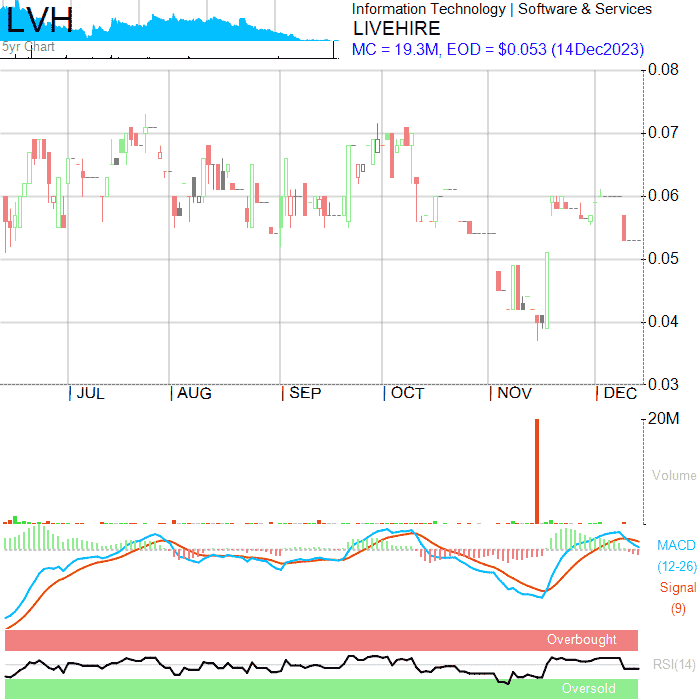 LVH
5yr Chart
Information Technology | Software & Services
LIVEHIRE
MC = 19.3M, EOD = $0.053 (14Dec2023)
0.08
0.07
0.06
0.05
0.04
0.03
JUL AUG SEP OCT NOV DEC
20M
Volume
MACD
(12-26)
Signal
(9)
Overbought
RSI(14)
Oversold